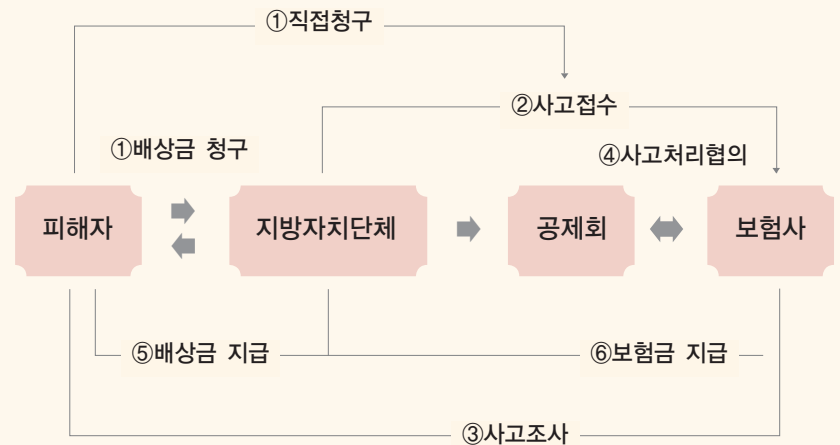 ①직접청구
②사고접수
①배상금 청구
④사고처리협의
피해자
지방자치단체
공제회
보험사
⑤배상금 지급
⑥보험금 지급
③사고조사